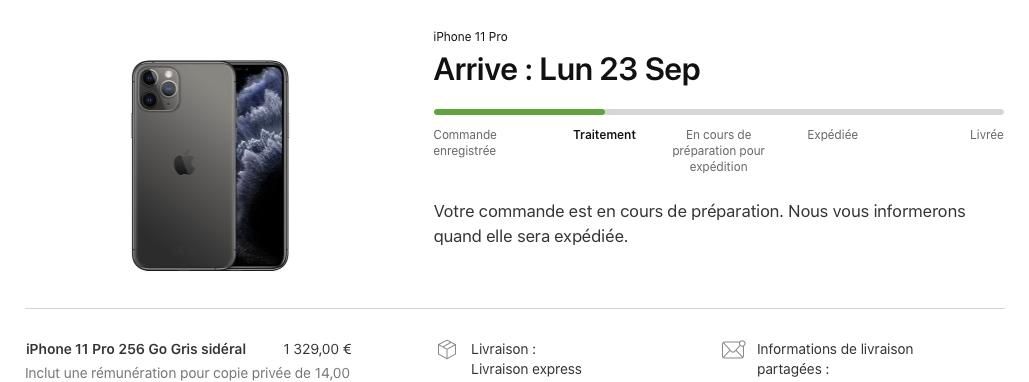 iPhone 11 Pro
Arrive : Lun 23 Sep
Commande
enregistrée
Traitement
En cours de
préparation pour
expédition
Expédiée
Livrée
Votre commande est en cours de préparation. Nous vous informerons
quand elle sera expédiée.
iPhone 11 Pro 256 Go Gris sidéral 1 329,00 €
Inclut une rémunération pour copie privée de 14,00
Livraison :
Livraison express
Informations de livraison
partagées :